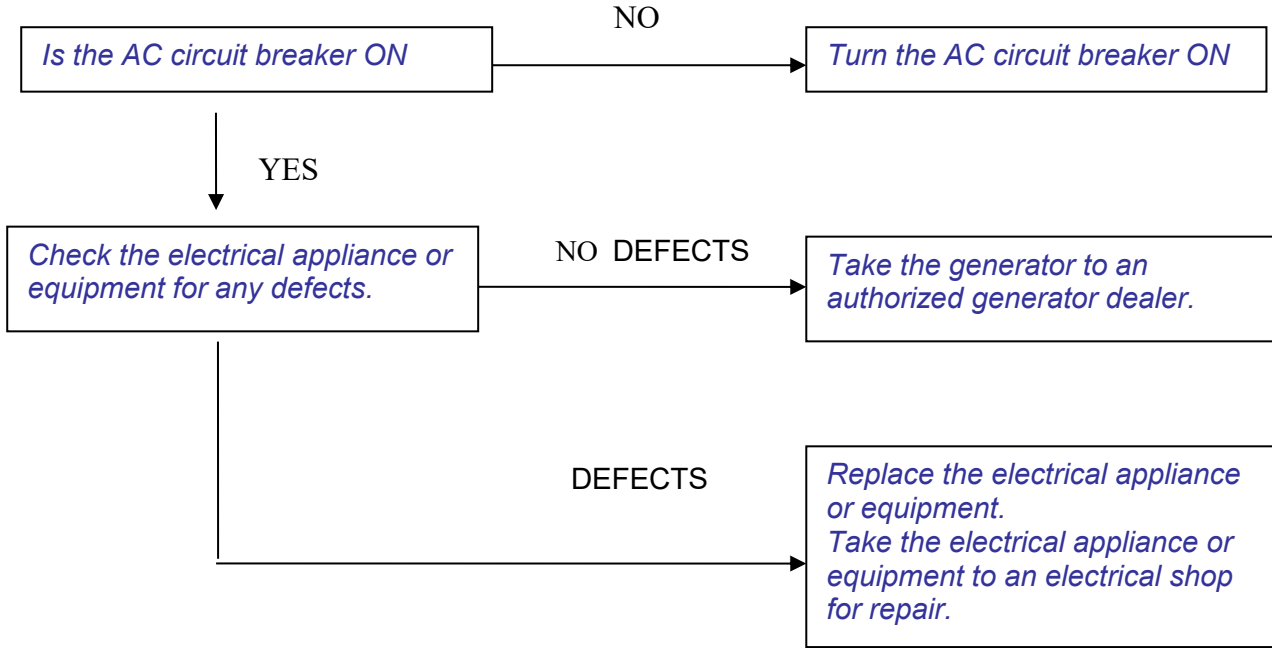 NO
Is the AC circuit breaker ON
Turn the AC circuit breaker ON
YES
Check the electrical appliance or
equipment for any defects.
NO DEFECTS
Take the generator to an
authorized generator dealer.
DEFECTS
Replace the electrical appliance
or equipment.
Take the electrical appliance or
equipment to an electrical shop
for repair.